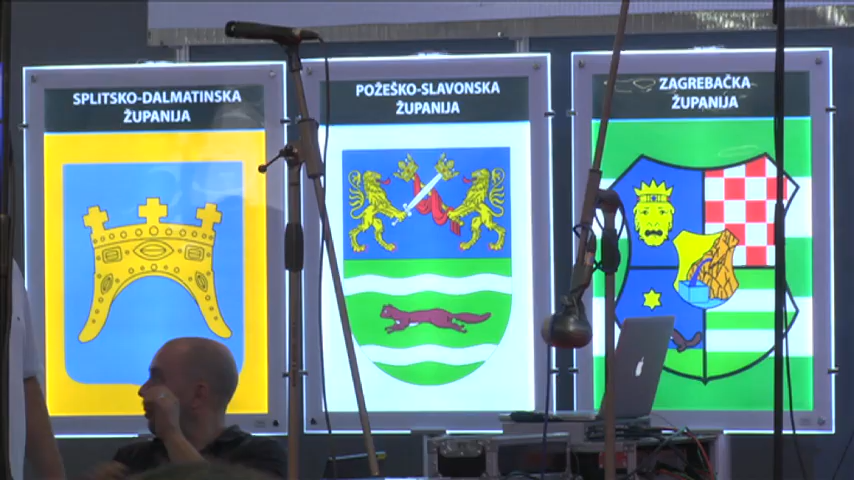 SPLITSKO-DALMATINSKA
ŽUPANIJA
POŽEŠKO-SLAVONSKA
ŽUPANIJA
ZAGREBAČKA
ŽUPANIJA